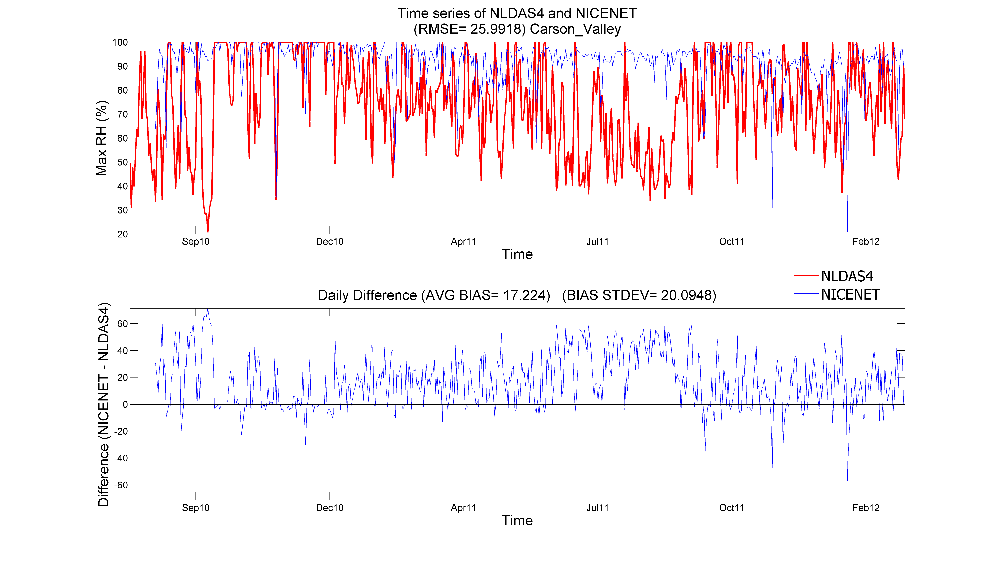 Time series of NLDAS4 and NICENET
(RMSE= 25.9918) Carson_Valley
Max RH (%)
100
90
80
70
60
50
40
30
20
Sep10 Dec10 Apr11 Jul11 Oct11 Feb12
Time
NLDAS4
NICENET
Daily Difference (AVG BIAS= 17.224) (BIAS STDEV= 20.0948)
Difference (NICENET - NLDAS4)
60
40
20
0
-20
-40
-60
Sep10 Dec10 Apr11 Jul11 Oct11 Feb12
Time